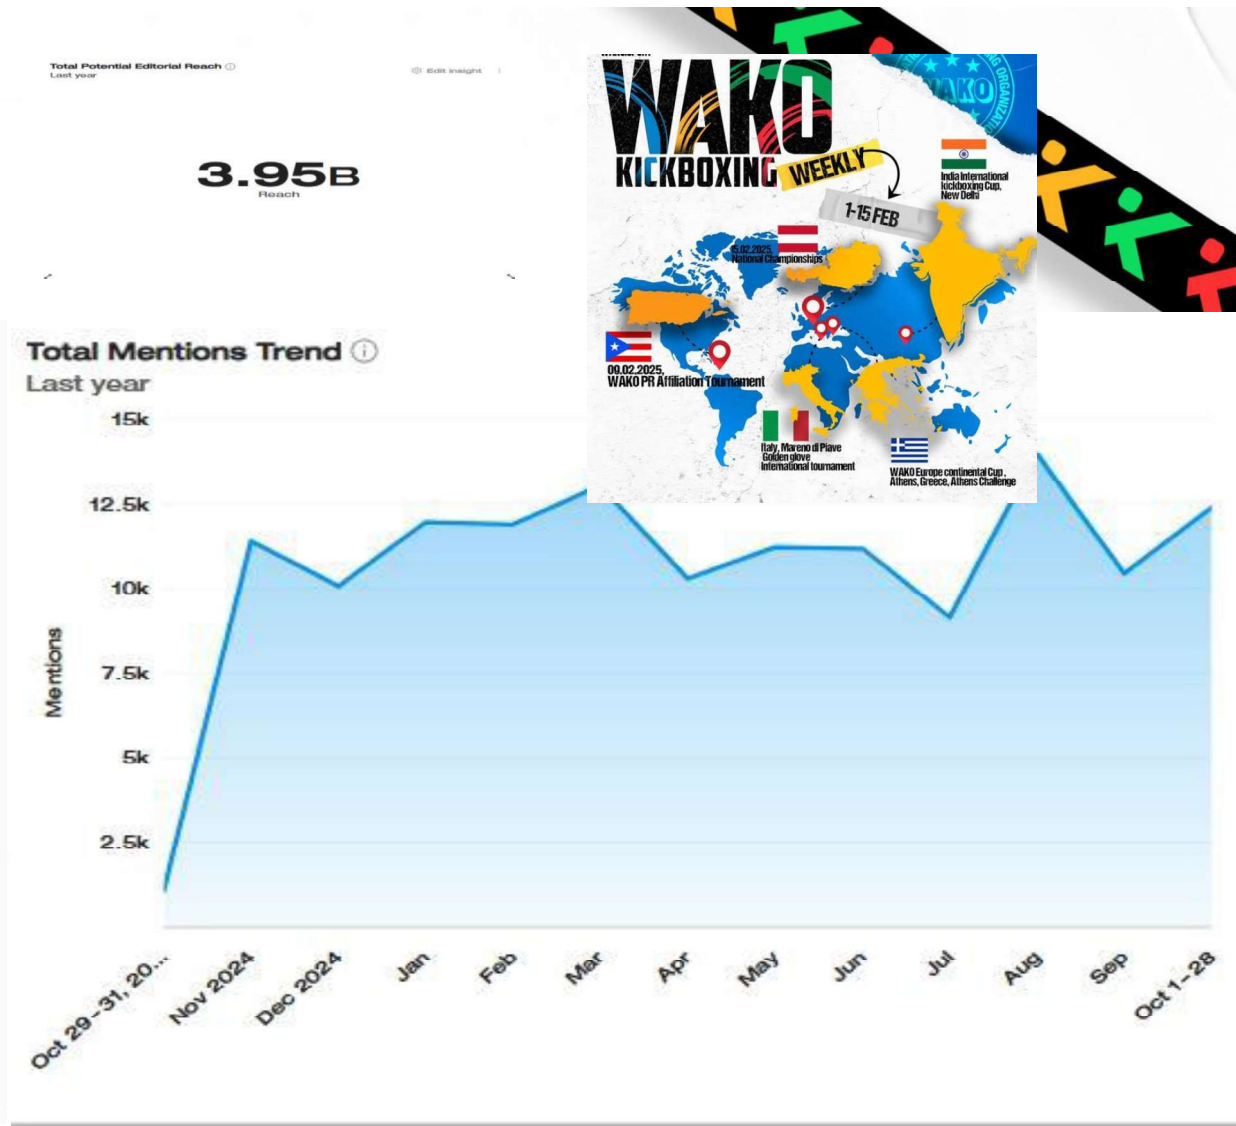 Total Potential Editorial Reach
Last year
Edit insight
3.95B
Reach
WAKO
KICKBOXING WEEKLY
1-15 FEB
WAKO
India International
kickboxing Cup,
New Delhi
15.02.2025,
National Championships
09.02.2025,
WAKO PR Affiliation Tournament
Italy, Mareno di Piave
Golden glove
International tournament
WAKO Europe continental Cup,
Athens, Greece, Athens Challenge
Total Mentions Trend
Last year
15k
12.5k
10k
7.5k
5k
2.5k
Mentions
Oct 29-31, 20...
Nov 2024
Dec 2024
Jan
Feb
Mar
Apr
May
Jun
Jul
Aug
Sep
Oct 1-28